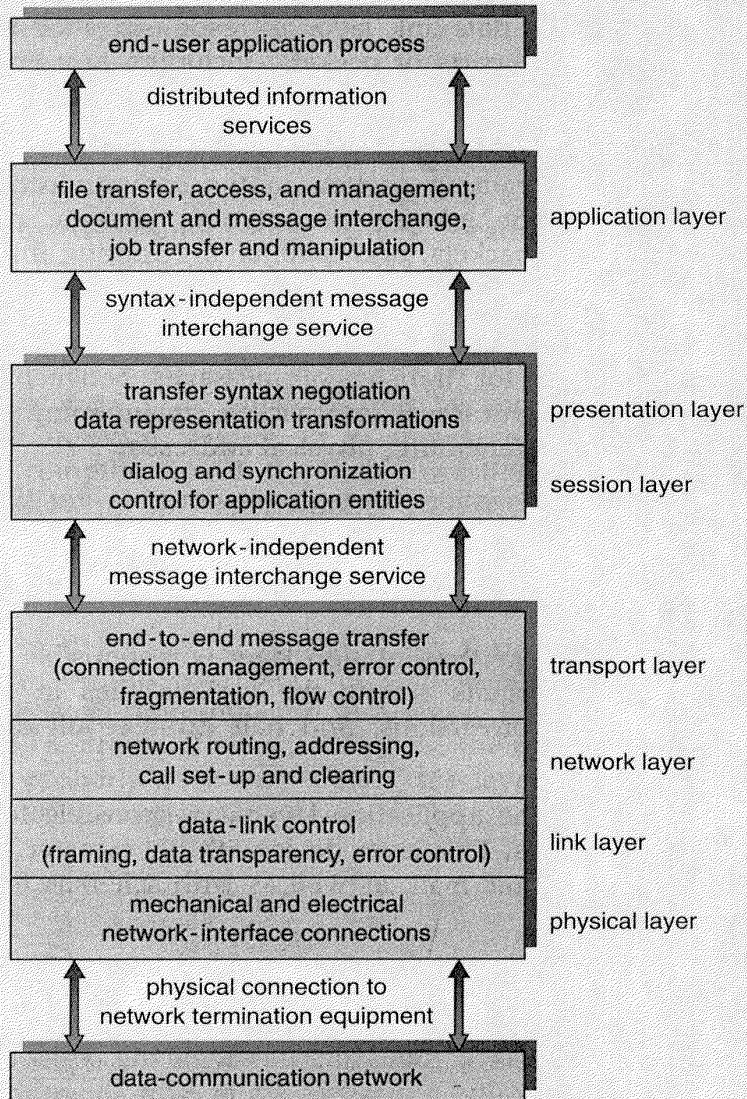 end-user application process
distributed information
services
file transfer, access, and management;
document and message interchange,
job transfer and manipulation
application layer
syntax-independent message
interchange service
transfer syntax negotiation
data representation transformations
presentation layer
dialog and synchronization
control for application entities
session layer
network-independent
message interchange service
end-to-end message transfer
(connection management, error control,
fragmentation, flow control)
transport layer
network routing, addressing,
call set-up and clearing
network layer
data-link control
(framing, data transparency, error control)
link layer
mechanical and electrical
network-interface connections
physical layer
physical connection to
network termination equipment
data-communication network